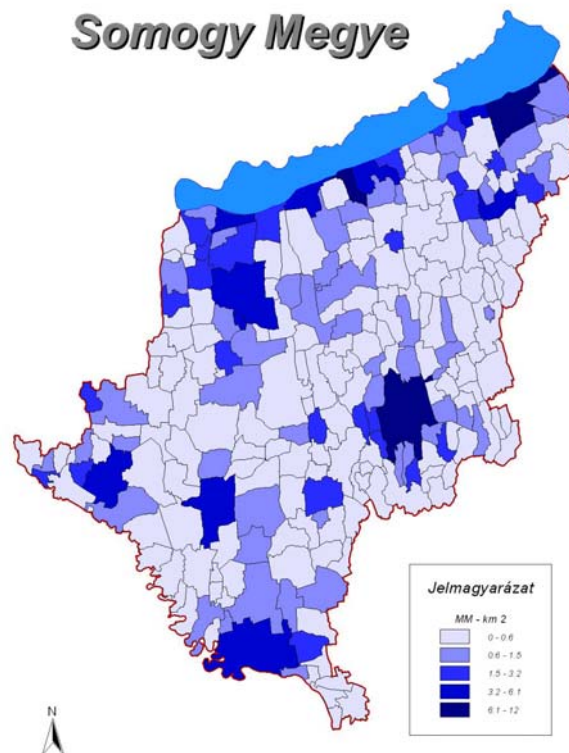 Somogy Megye
Jelmagyarázat
MM - km 2
0 - 0.6
0.6 - 1.5
1.5 - 3.2
3.2 - 6.1
6.1 - 12
N